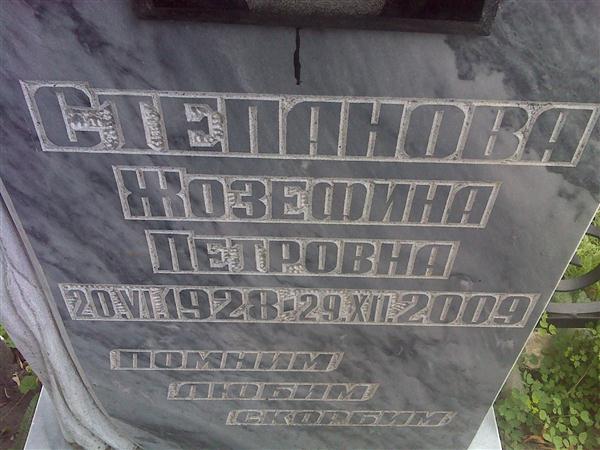 СТЕПАНОВА
ЖОЗЕФИНА
ПЕТРОВНА
20.VI.1928-29.XII.2009
ПОМНИМ
ЛЮБИМ
СКОРБИМ